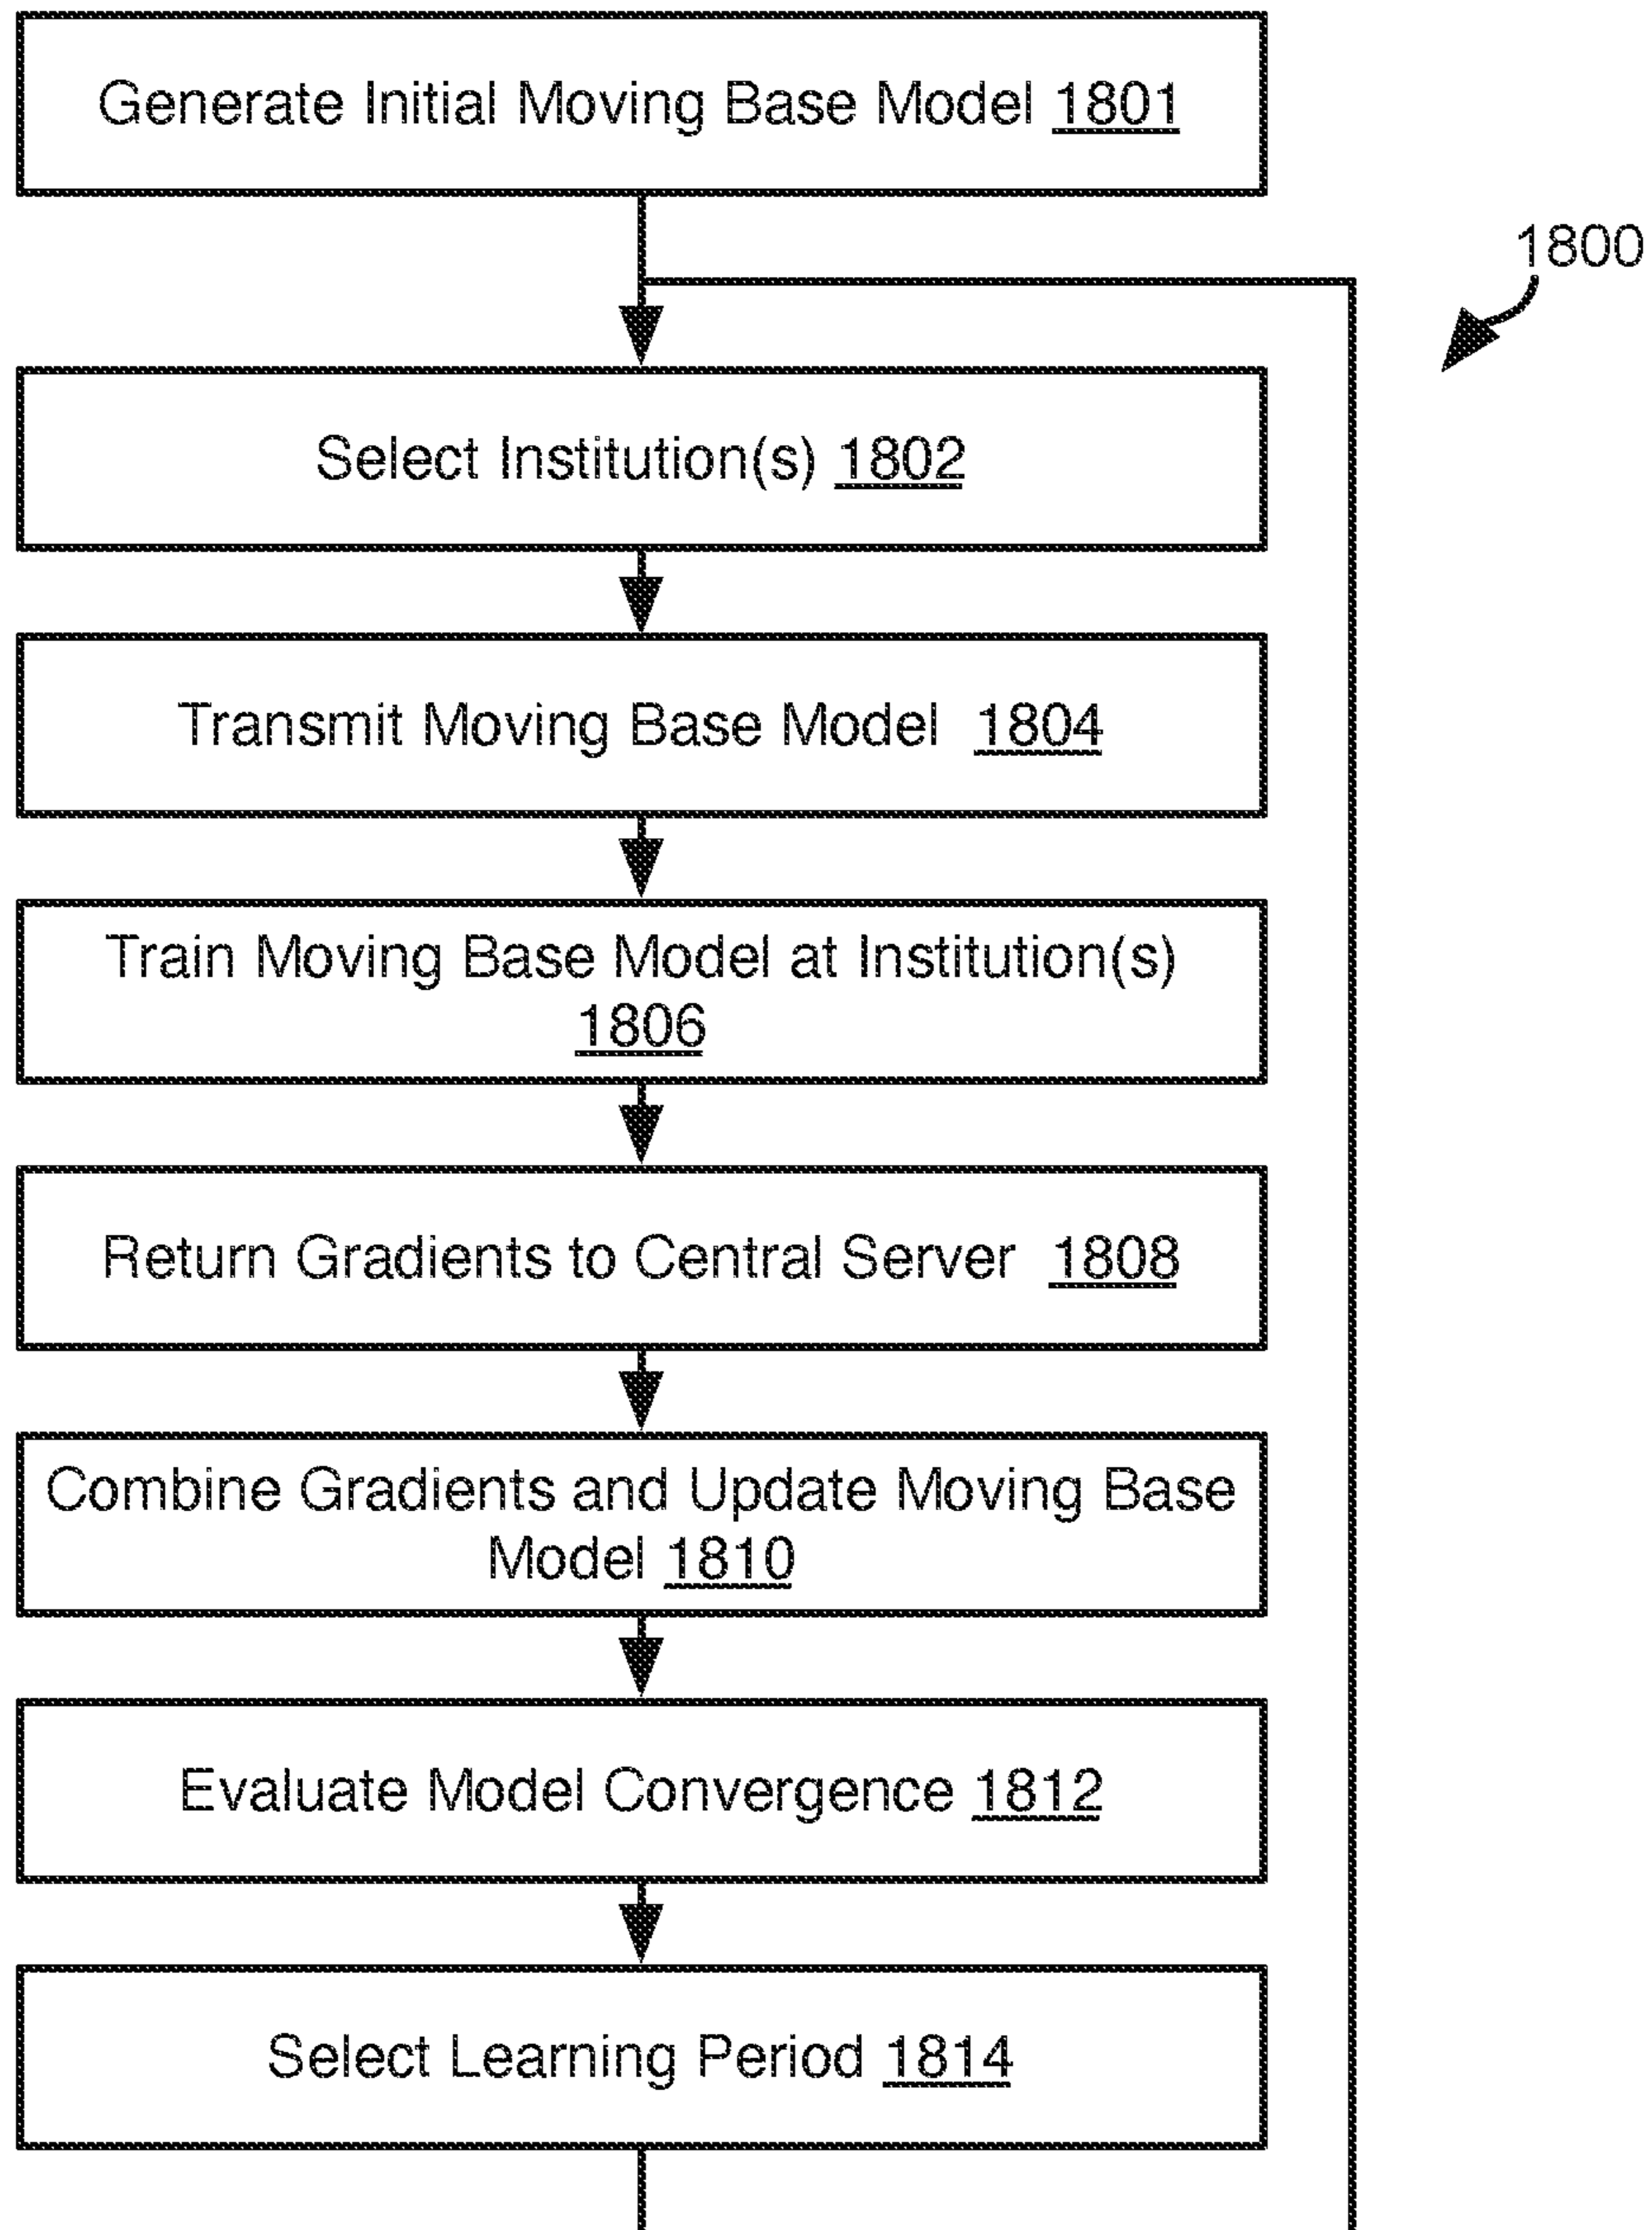 Generate Initial Moving Base Model 1801
1800
Select Institution(s) 1802
Transmit Moving Base Model 1804
Train Moving Base Model at Institution(s)
1806
Return Gradients to Central Server 1808
Combine Gradients and Update Moving Base
Model 1810
Evaluate Model Convergence 1812
Select Learning Period 1814